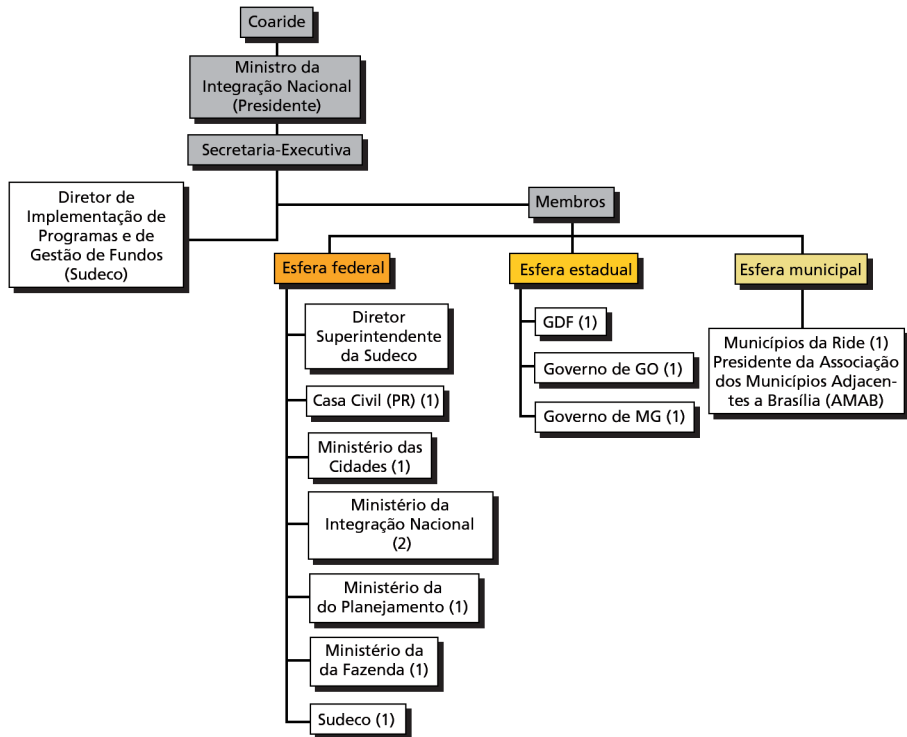 Coaride
Ministro da
Integração Nacional
(Presidente)
Secretaria-Executiva
Diretor de
Implementação de
Programas e de
Gestão de Fundos
(Sudeco)
Membros
Esfera federal
Diretor
Superintendente
da Sudeco
Casa Civil (PR) (1)
Ministério das
Cidades (1)
Ministério da
Integração Nacional
(2)
Ministério da
do Planejamento (1)
Ministério da
da Fazenda (1)
Sudeco (1)
Esfera estadual
GDF (1)
Governo de GO (1)
Governo de MG (1)
Esfera municipal
Municípios da Ride (1)
Presidente da Associação
dos Municípios Adjacen-
tes a Brasília (AMAB)